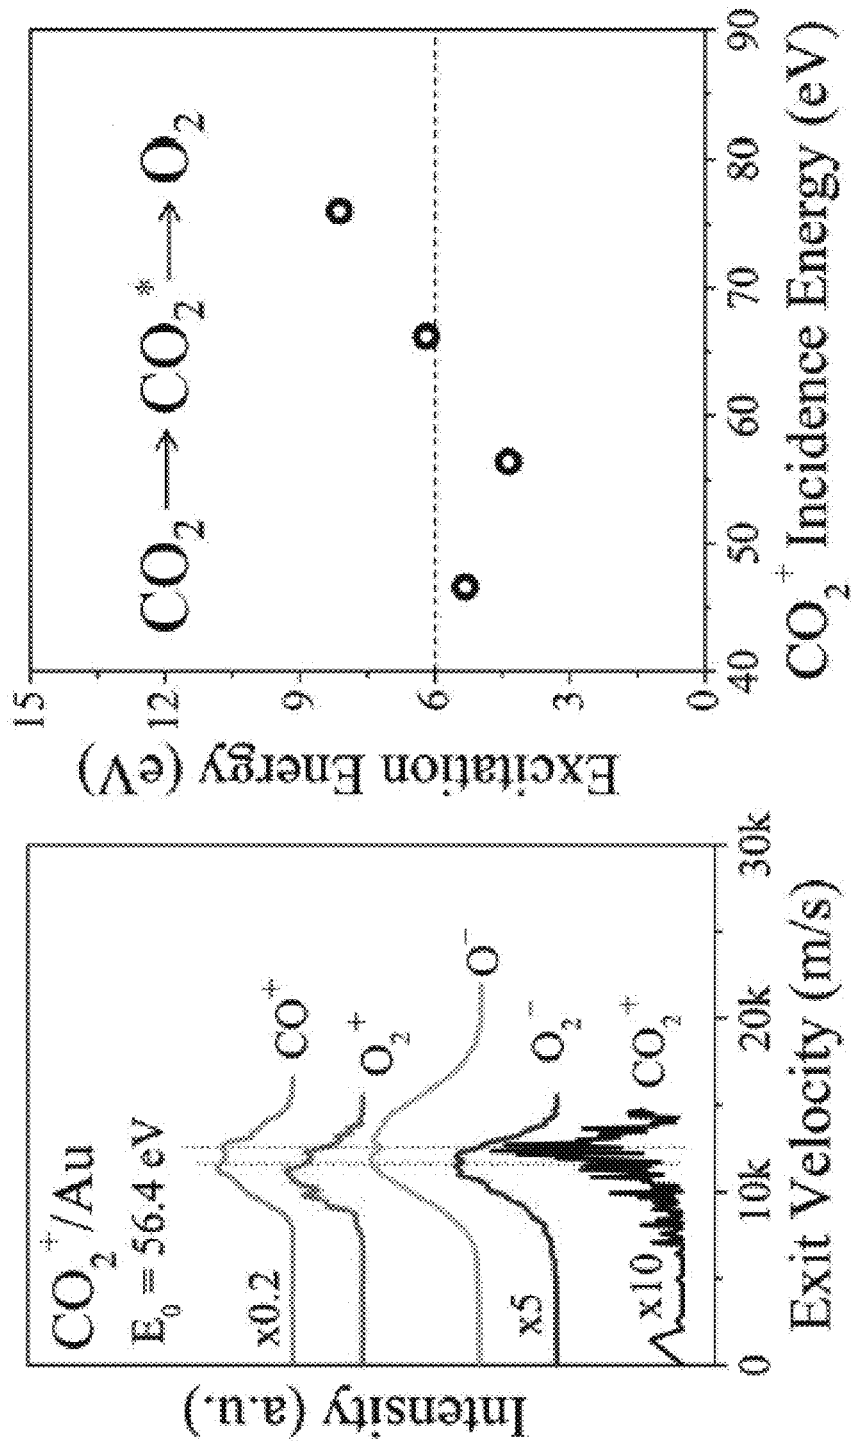 CO₂⁺/Au
E₀ = 56.4 eV
x0.2
CO⁺
O₂⁺
*
O⁻
x5
O₂⁻
x10
CO₂⁺
0
10k
20k
30k
Exit Velocity (m/s)
Intensity (a.u.)
CO₂ → CO₂* → O₂
15
12
9
6
3
0
Excitation Energy (eV)
40
50
60
70
80
90
CO₂⁺ Incidence Energy (eV)